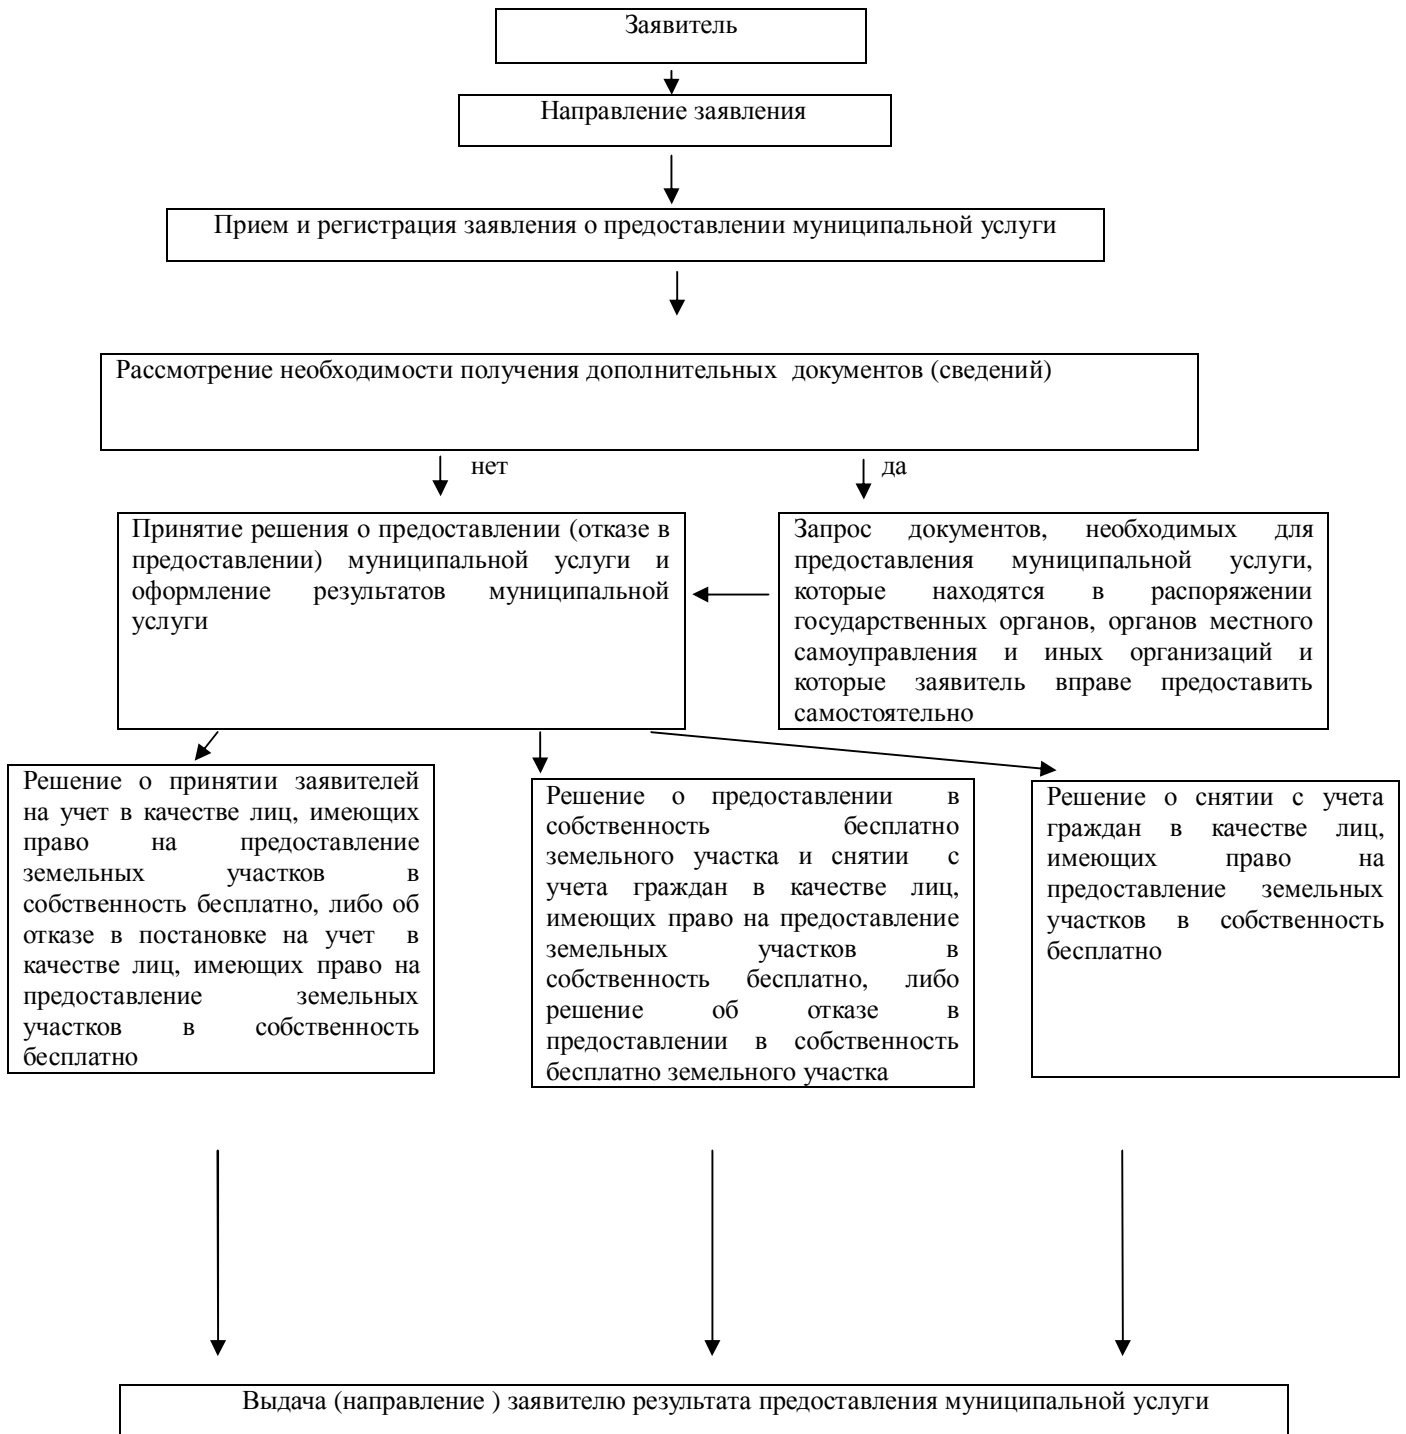 Заявитель
Направление заявления
Прием и регистрация заявления о предоставлении муниципальной услуги
Рассмотрение необходимости получения дополнительных документов (сведений)
нет
да
Принятие решения о предоставлении (отказе в
предоставлении) муниципальной услуги и
оформление результатов муниципальной
услуги
Запрос документов, необходимых для
предоставления муниципальной услуги,
которые находятся в распоряжении
государственных органов, органов местного
самоуправления и иных организаций и
которые заявитель вправе предоставить
самостоятельно
Решение о принятии заявителей
на учет в качестве лиц, имеющих
право на предоставление
земельных участков в
собственность бесплатно, либо об
отказе в постановке на учет в
качестве лиц, имеющих право на
предоставление земельных
участков в собственность
бесплатно
Решение о предоставлении в
собственность бесплатно
земельного участка и снятии с
учета граждан в качестве лиц,
имеющих право на предоставление
земельных участков в
собственность бесплатно, либо
решение об отказе в
предоставлении в собственность
бесплатно земельного участка
Решение о снятии с учета
граждан в качестве лиц,
имеющих право на
предоставление земельных
участков в собственность
бесплатно
Выдача (направление ) заявителю результата предоставления муниципальной услуги